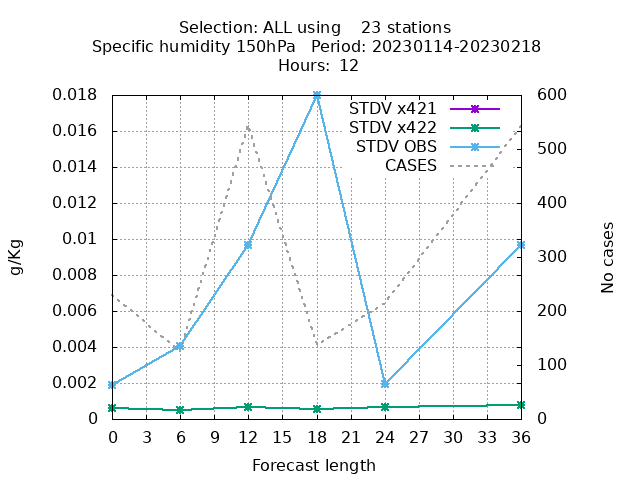 Selection: ALL using    23 stations
Specific humidity 150hPa   Period: 20230114-20230218
Hours:  12
STDV x421
STDV x422
STDV OBS
CASES
0.018
0.016
0.014
0.012
0.01
0.008
0.006
0.004
0.002
0
600
500
400
300
200
100
0
g/Kg
No cases
0 3 6 9 12 15 18 21 24 27 30 33 36
Forecast length